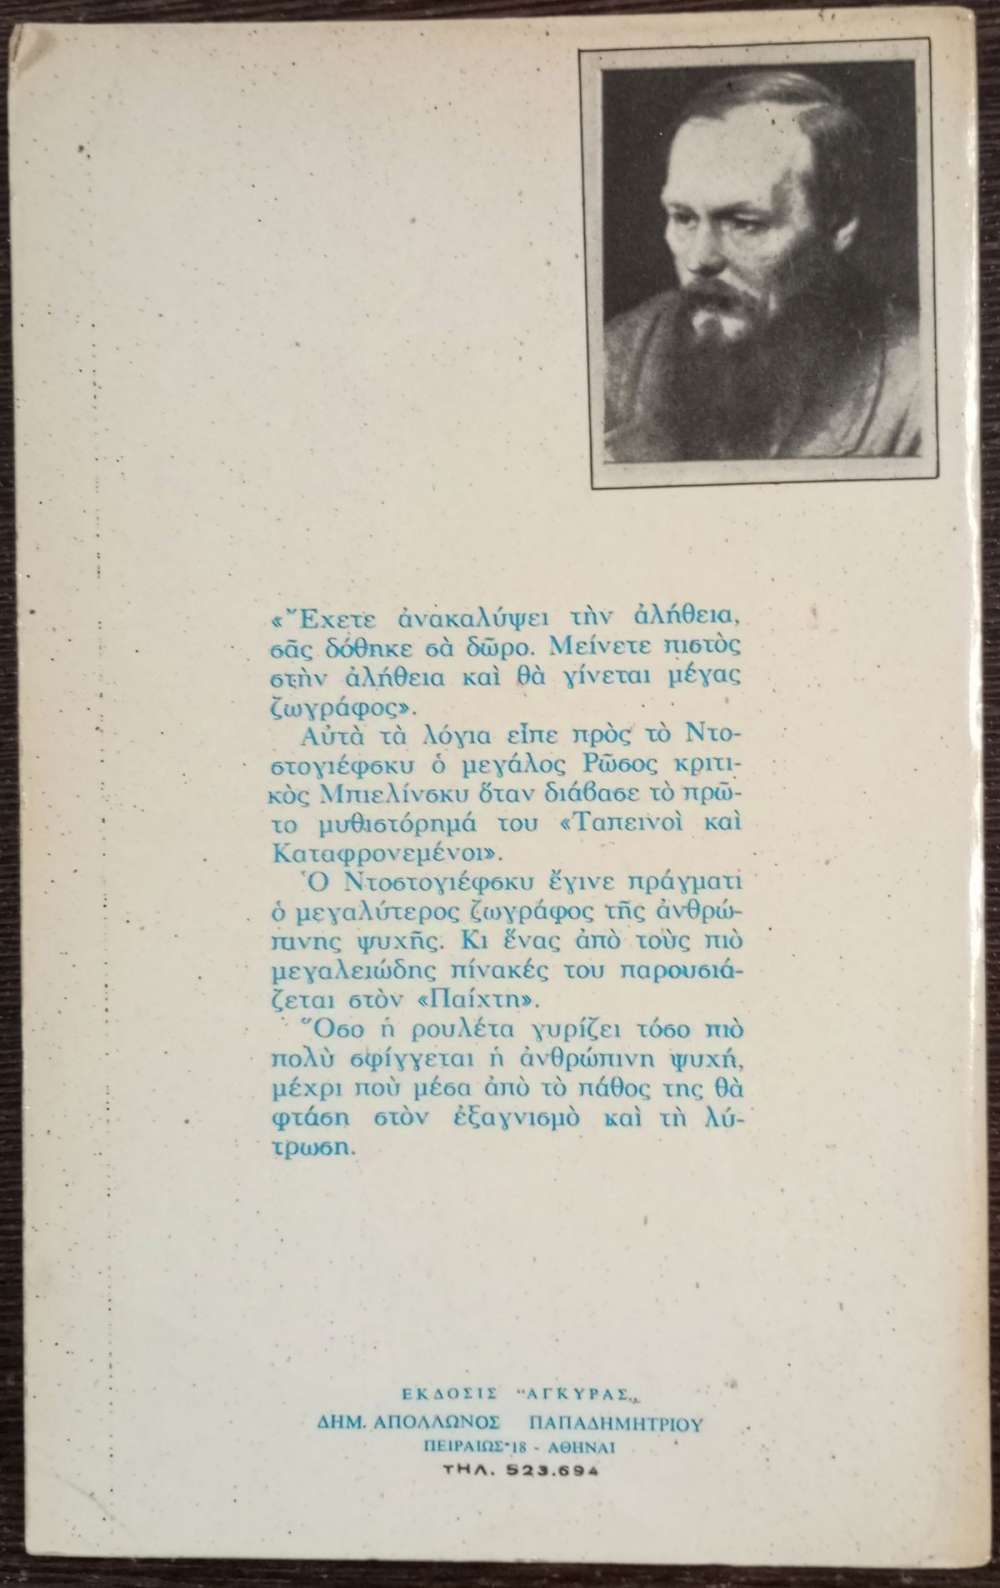 «Ἔχετε ἀνακαλύψει τὴν ἀλήθεια,
σᾶς δόθηκε σὰ δῶρο. Μείνετε πιστὸς
στὴν ἀλήθεια καὶ θὰ γίνεται μέγας
ζωγράφος».
Αὐτὰ τὰ λόγια εἶπε πρὸς τὸ Ντο-
στογιέφσκυ ὁ μεγάλος Ρῶσος κριτι-
κὸς Μπιελίνσκυ ὅταν διάβασε τὸ πρῶ-
το μυθιστόρημά του «Ταπεινοὶ καὶ
Καταφρονεμένοι».
Ὁ Ντοστογιέφσκυ ἔγινε πράγματι
ὁ μεγαλύτερος ζωγράφος τῆς ἀνθρώ-
πινης ψυχῆς. Κι ἕνας ἀπὸ τοὺς πιὸ
μεγαλειώδης πίνακές του παρουσιά-
ζεται στὸν «Παίχτη».
Ὅσο ἡ ρουλέτα γυρίζει τόσο πιὸ
πολὺ σφίγγεται ἡ ἀνθρώπινη ψυχή,
μέχρι ποὺ μέσα ἀπὸ τὸ πάθος της θὰ
φτάση στὸν ἐξαγνισμὸ καὶ τὴ λύ-
τρωση.
ΕΚΔΟΣΙΣ "ΑΓΚΥΡΑΣ,,
ΔΗΜ. ΑΠΟΛΛΩΝΟΣ ΠΑΠΑΔΗΜΗΤΡΙΟΥ
ΠΕΙΡΑΙΩΣ 18 - ΑΘΗΝΑΙ
ΤΗΛ. 523.694